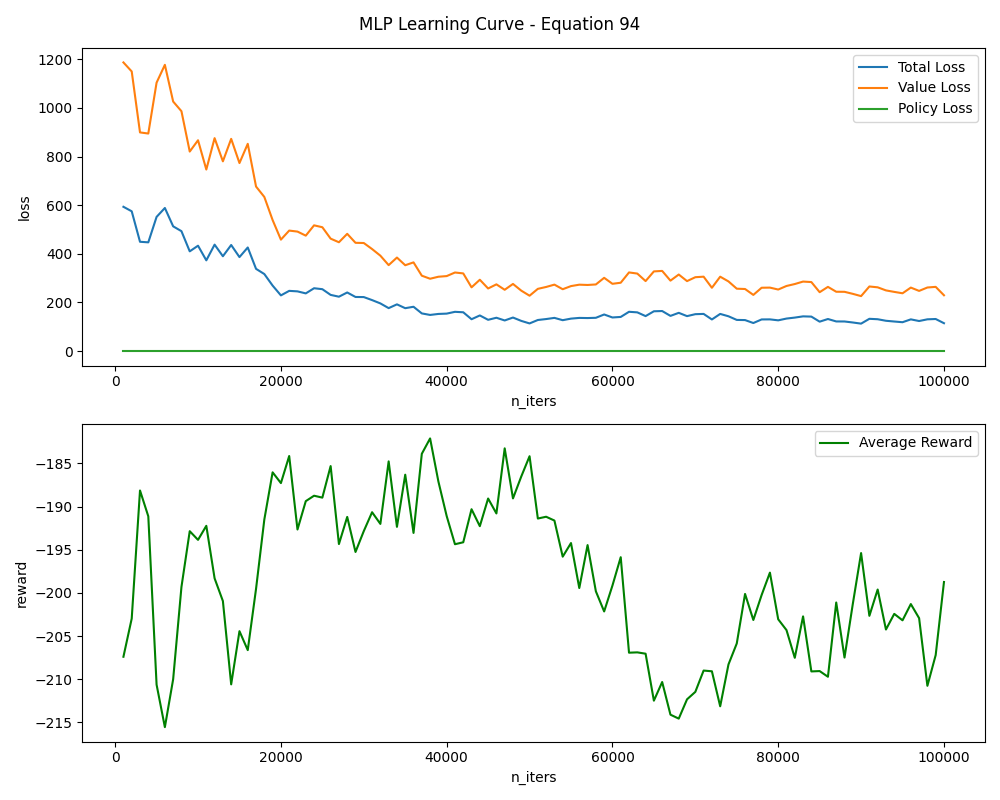 MLP Learning Curve - Equation 94
1200
1000
800
600
400
200
0
loss
Total Loss
Value Loss
Policy Loss
0 20000 40000 60000 80000 100000
n_iters
−185
−190
−195
−200
−205
−210
−215
reward
Average Reward
0 20000 40000 60000 80000 100000
n_iters